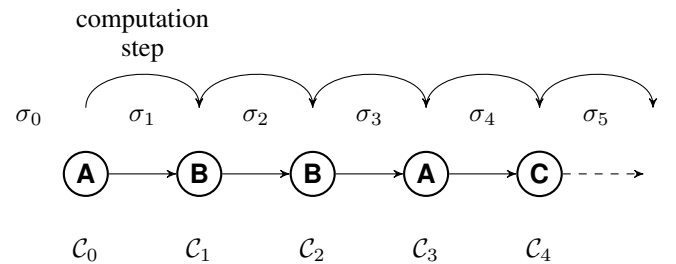 computation
step
σ₀ σ₁ σ₂ σ₃ σ₄ σ₅
A B B A C
𝒞₀ 𝒞₁ 𝒞₂ 𝒞₃ 𝒞₄